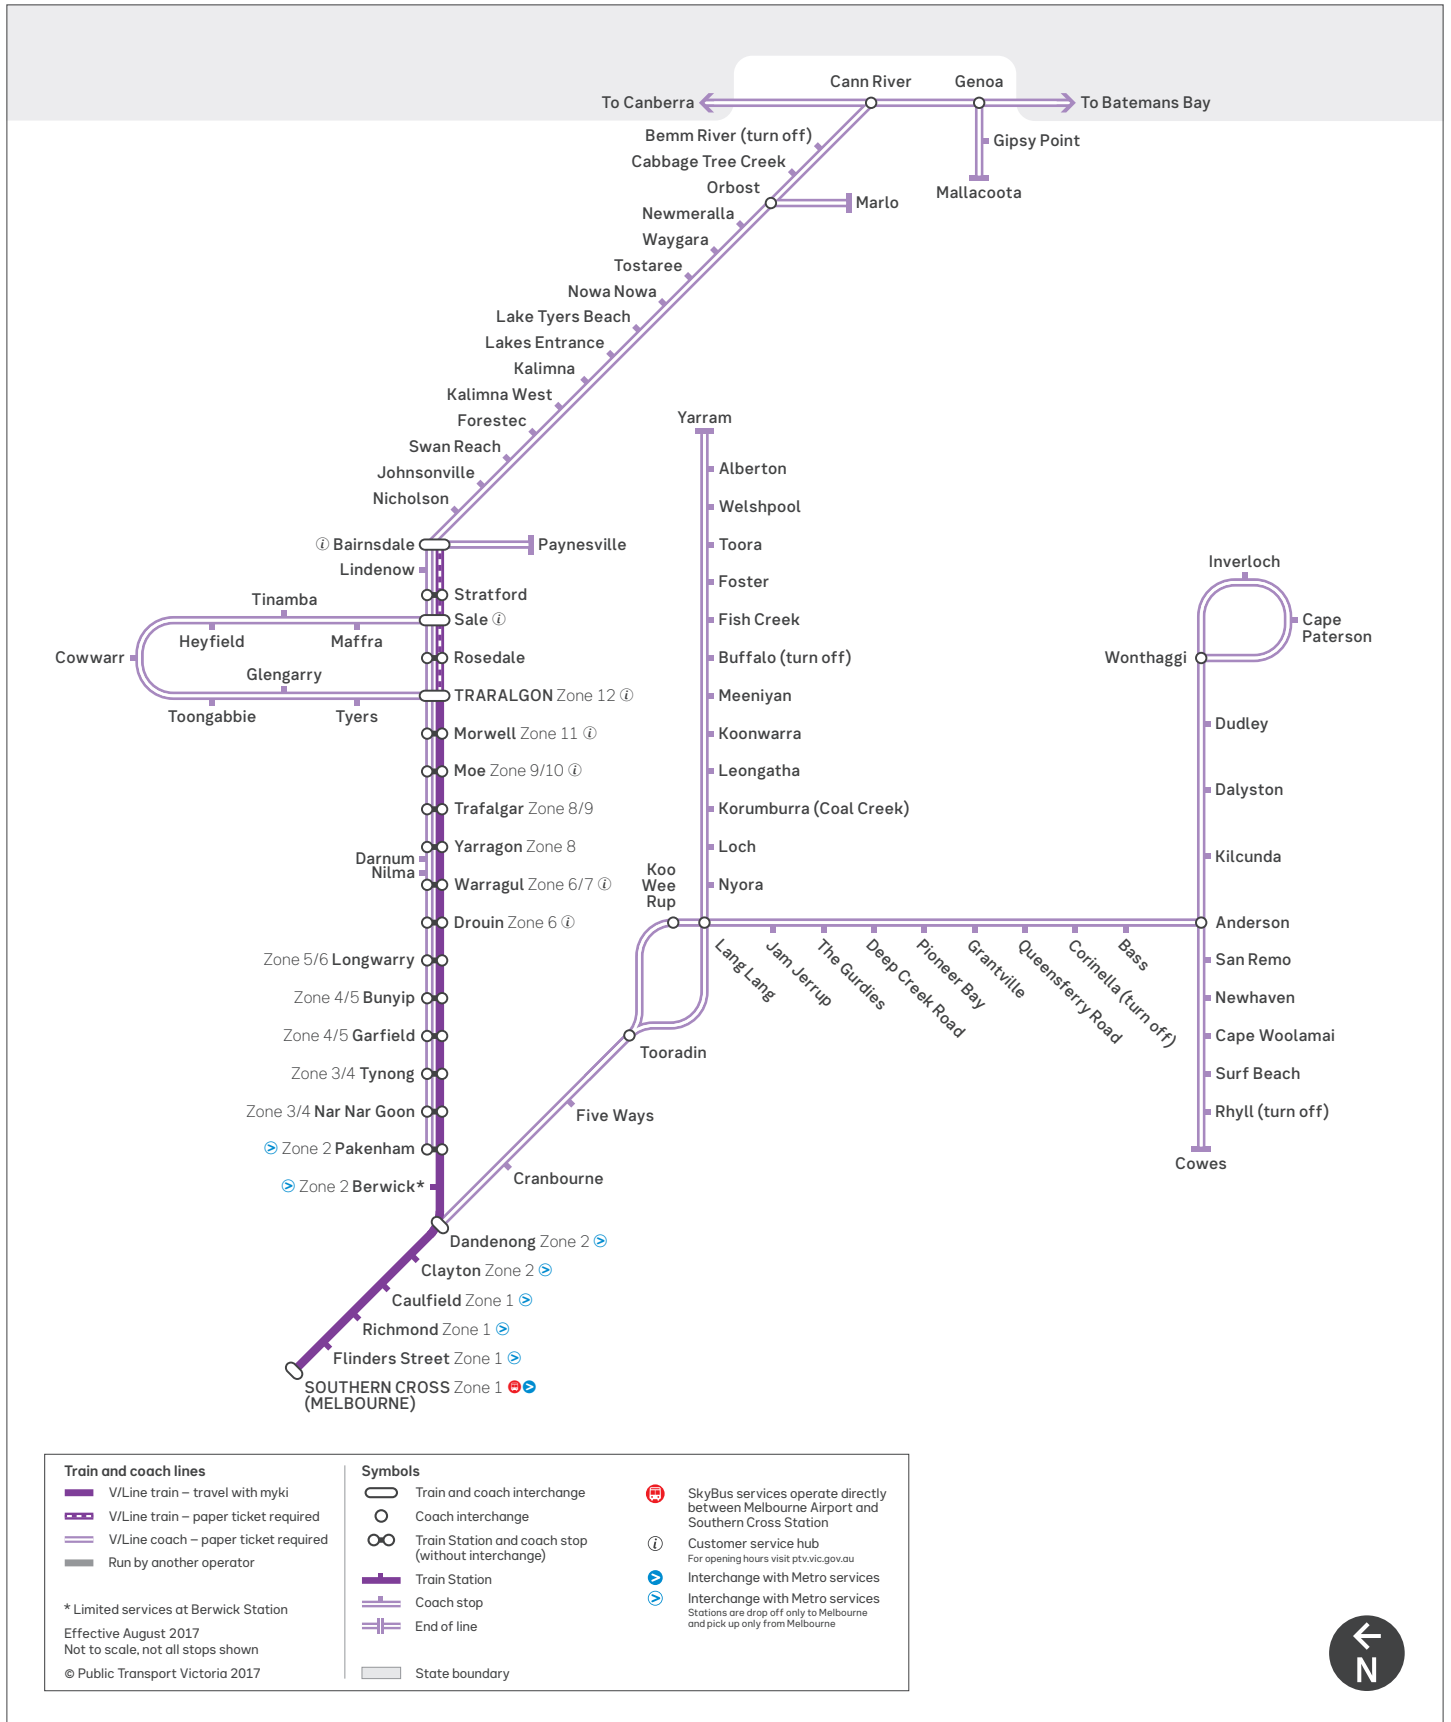 Cann River
Genoa
To Canberra
To Batemans Bay
Bemm River (turn off)
Gipsy Point
Cabbage Tree Creek
Orbost
Mallacoota
Marlo
Newmeralla
Waygara
Tostaree
Nowa Nowa
Lake Tyers Beach
Lakes Entrance
Kalimna
Kalimna West
Forestec
Swan Reach
Johnsonville
Nicholson
i Bairnsdale
Paynesville
Lindenow
Stratford
Sale i
Tinamba
Heyfield
Maffra
Cowwarr
Rosedale
Glengarry
Toongabbie
Tyers
TRARALGON Zone 12 i
Morwell Zone 11 i
Moe Zone 9/10 i
Trafalgar Zone 8/9
Yarragon Zone 8
Darnum
Nilma
Warragul Zone 6/7 i
Drouin Zone 6 i
Zone 5/6 Longwarry
Zone 4/5 Bunyip
Zone 4/5 Garfield
Zone 3/4 Tynong
Zone 3/4 Nar Nar Goon
Zone 2 Pakenham
Zone 2 Berwick*
Dandenong Zone 2
Clayton Zone 2
Caulfield Zone 1
Richmond Zone 1
Flinders Street Zone 1
SOUTHERN CROSS Zone 1
(MELBOURNE)
Yarram
Alberton
Welshpool
Toora
Foster
Fish Creek
Buffalo (turn off)
Meeniyan
Koonwarra
Leongatha
Korumburra (Coal Creek)
Loch
Nyora
Koo
Wee
Rup
Lang Lang
Jam Jerrup
The Gurdies
Deep Creek Road
Pioneer Bay
Grantville
Queensferry Road
Corinella (turn off)
Bass
Tooradin
Five Ways
Cranbourne
Inverloch
Cape
Paterson
Wonthaggi
Dudley
Dalyston
Kilcunda
Anderson
San Remo
Newhaven
Cape Woolamai
Surf Beach
Rhyll (turn off)
Cowes
Train and coach lines
V/Line train – travel with myki
V/Line train – paper ticket required
V/Line coach – paper ticket required
Run by another operator
* Limited services at Berwick Station
Effective August 2017
Not to scale, not all stops shown
© Public Transport Victoria 2017
Symbols
Train and coach interchange
Coach interchange
Train Station and coach stop
(without interchange)
Train Station
Coach stop
End of line
State boundary
SkyBus services operate directly
between Melbourne Airport and
Southern Cross Station
i Customer service hub
For opening hours visit ptv.vic.gov.au
Interchange with Metro services
Interchange with Metro services
Stations are drop off only to Melbourne
and pick up only from Melbourne
N